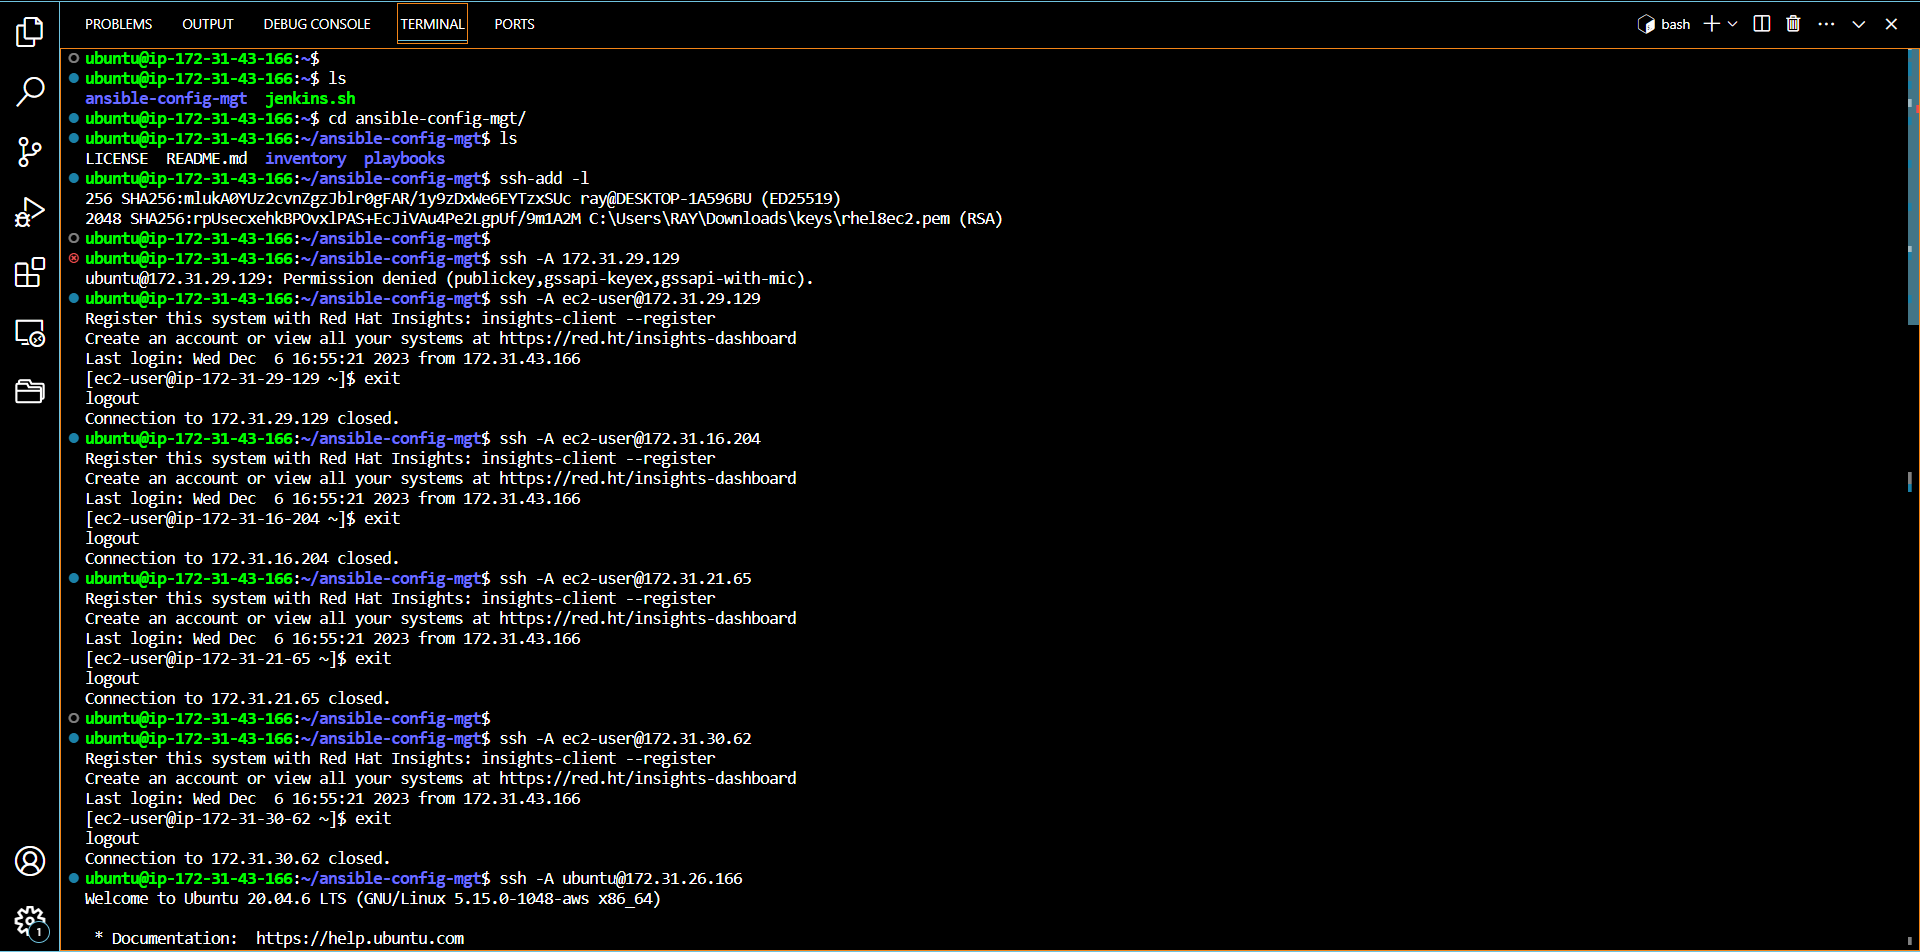 PROBLEMS OUTPUT DEBUG CONSOLE TERMINAL PORTS bash
ubuntu@ip-172-31-43-166:~$
ubuntu@ip-172-31-43-166:~$ ls
ansible-config-mgt  jenkins.sh
ubuntu@ip-172-31-43-166:~$ cd ansible-config-mgt/
ubuntu@ip-172-31-43-166:~/ansible-config-mgt$ ls
LICENSE  README.md  inventory  playbooks
ubuntu@ip-172-31-43-166:~/ansible-config-mgt$ ssh-add -l
256 SHA256:mlukA0YUz2cvnZgzJblr0gFAR/1y9zDxWe6EYTzxSUc ray@DESKTOP-1A596BU (ED25519)
2048 SHA256:rpUsecxehkBPOvxlPAS+EcJiVAu4Pe2LgpUf/9m1A2M C:\Users\RAY\Downloads\keys\rhel8ec2.pem (RSA)
ubuntu@ip-172-31-43-166:~/ansible-config-mgt$
ubuntu@ip-172-31-43-166:~/ansible-config-mgt$ ssh -A 172.31.29.129
ubuntu@172.31.29.129: Permission denied (publickey,gssapi-keyex,gssapi-with-mic).
ubuntu@ip-172-31-43-166:~/ansible-config-mgt$ ssh -A ec2-user@172.31.29.129
Register this system with Red Hat Insights: insights-client --register
Create an account or view all your systems at https://red.ht/insights-dashboard
Last login: Wed Dec  6 16:55:21 2023 from 172.31.43.166
[ec2-user@ip-172-31-29-129 ~]$ exit
logout
Connection to 172.31.29.129 closed.
ubuntu@ip-172-31-43-166:~/ansible-config-mgt$ ssh -A ec2-user@172.31.16.204
Register this system with Red Hat Insights: insights-client --register
Create an account or view all your systems at https://red.ht/insights-dashboard
Last login: Wed Dec  6 16:55:21 2023 from 172.31.43.166
[ec2-user@ip-172-31-16-204 ~]$ exit
logout
Connection to 172.31.16.204 closed.
ubuntu@ip-172-31-43-166:~/ansible-config-mgt$ ssh -A ec2-user@172.31.21.65
Register this system with Red Hat Insights: insights-client --register
Create an account or view all your systems at https://red.ht/insights-dashboard
Last login: Wed Dec  6 16:55:21 2023 from 172.31.43.166
[ec2-user@ip-172-31-21-65 ~]$ exit
logout
Connection to 172.31.21.65 closed.
ubuntu@ip-172-31-43-166:~/ansible-config-mgt$
ubuntu@ip-172-31-43-166:~/ansible-config-mgt$ ssh -A ec2-user@172.31.30.62
Register this system with Red Hat Insights: insights-client --register
Create an account or view all your systems at https://red.ht/insights-dashboard
Last login: Wed Dec  6 16:55:21 2023 from 172.31.43.166
[ec2-user@ip-172-31-30-62 ~]$ exit
logout
Connection to 172.31.30.62 closed.
ubuntu@ip-172-31-43-166:~/ansible-config-mgt$ ssh -A ubuntu@172.31.26.166
Welcome to Ubuntu 20.04.6 LTS (GNU/Linux 5.15.0-1048-aws x86_64)
1
* Documentation:  https://help.ubuntu.com